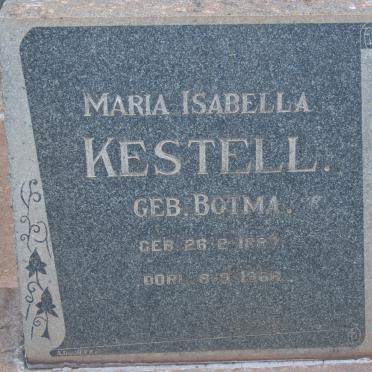 MARIA ISABELLA
KESTELL.
GEB. BOTMA.
GEB. 26-2-
OORL.